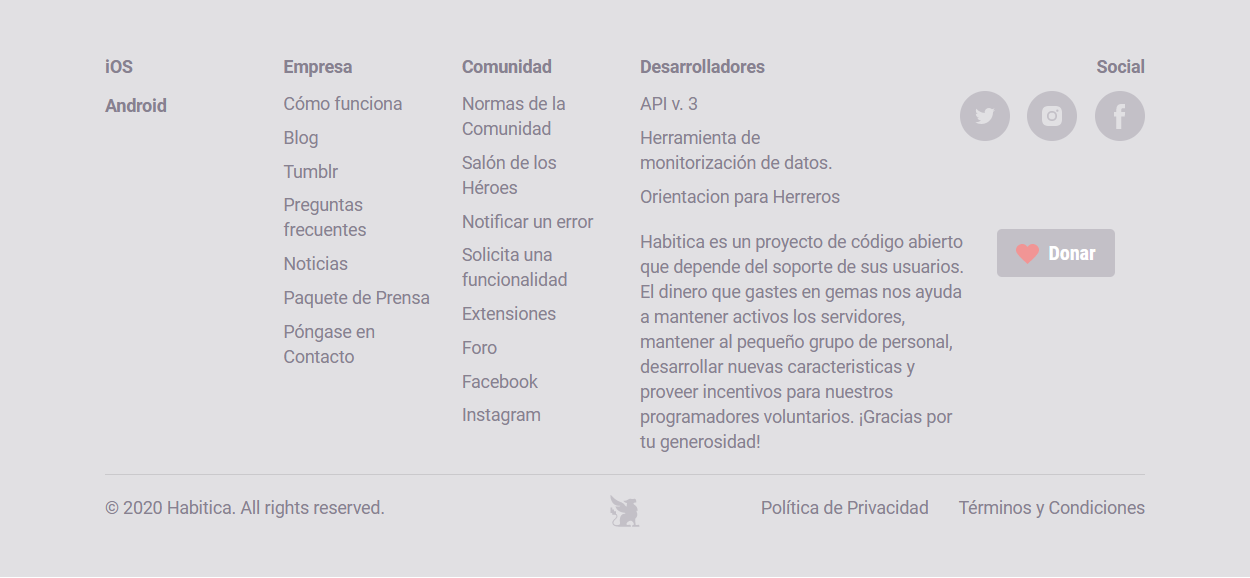 iOS
Android
Empresa
Cómo funciona
Blog
Tumblr
Preguntas
frecuentes
Noticias
Paquete de Prensa
Póngase en
Contacto
Comunidad
Normas de la
Comunidad
Salón de los
Héroes
Notificar un error
Solicita una
funcionalidad
Extensiones
Foro
Facebook
Instagram
Desarrolladores
API v. 3
Herramienta de
monitorización de datos.
Orientacion para Herreros
Social
Habitica es un proyecto de código abierto
que depende del soporte de sus usuarios.
El dinero que gastes en gemas nos ayuda
a mantener activos los servidores,
mantener al pequeño grupo de personal,
desarrollar nuevas caracteristicas y
proveer incentivos para nuestros
programadores voluntarios. ¡Gracias por
tu generosidad!
Donar
© 2020 Habitica. All rights reserved.
Política de Privacidad
Términos y Condiciones